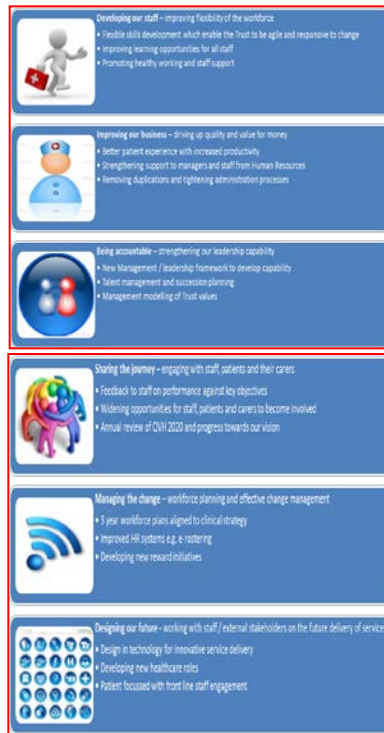 Developing our staff – improving flexibility of the workforce
• Flexible skills development which enable the Trust to be agile and responsive to change
• Improving learning opportunities for all staff
• Promoting healthy working and staff support
Improving our business – driving up quality and value for money
• Better patient experience with increased productivity
• Strengthening support to managers and staff from Human Resources
• Removing duplications and tightening administration processes
Being accountable – strengthening our leadership capability
• New Management / leadership framework to develop capability
• Talent management and succession planning
• Management modelling of Trust values
Sharing the journey – engaging with staff, patients and their carers
• Feedback to staff on performance against key objectives
• Widening opportunities for staff, patients and carers to become involved
• Annual review of QVH 2020 and progress towards our vision
Managing the change – workforce planning and effective change management
• 3 year workforce plans aligned to clinical strategy
• Improved HR systems e.g. e-rostering
• Developing new reward initiatives
Designing our future - working with staff / external stakeholders on the future delivery of service
• Design in technology for innovative service delivery
• Developing new healthcare roles
• Patient focussed with front line staff engagement